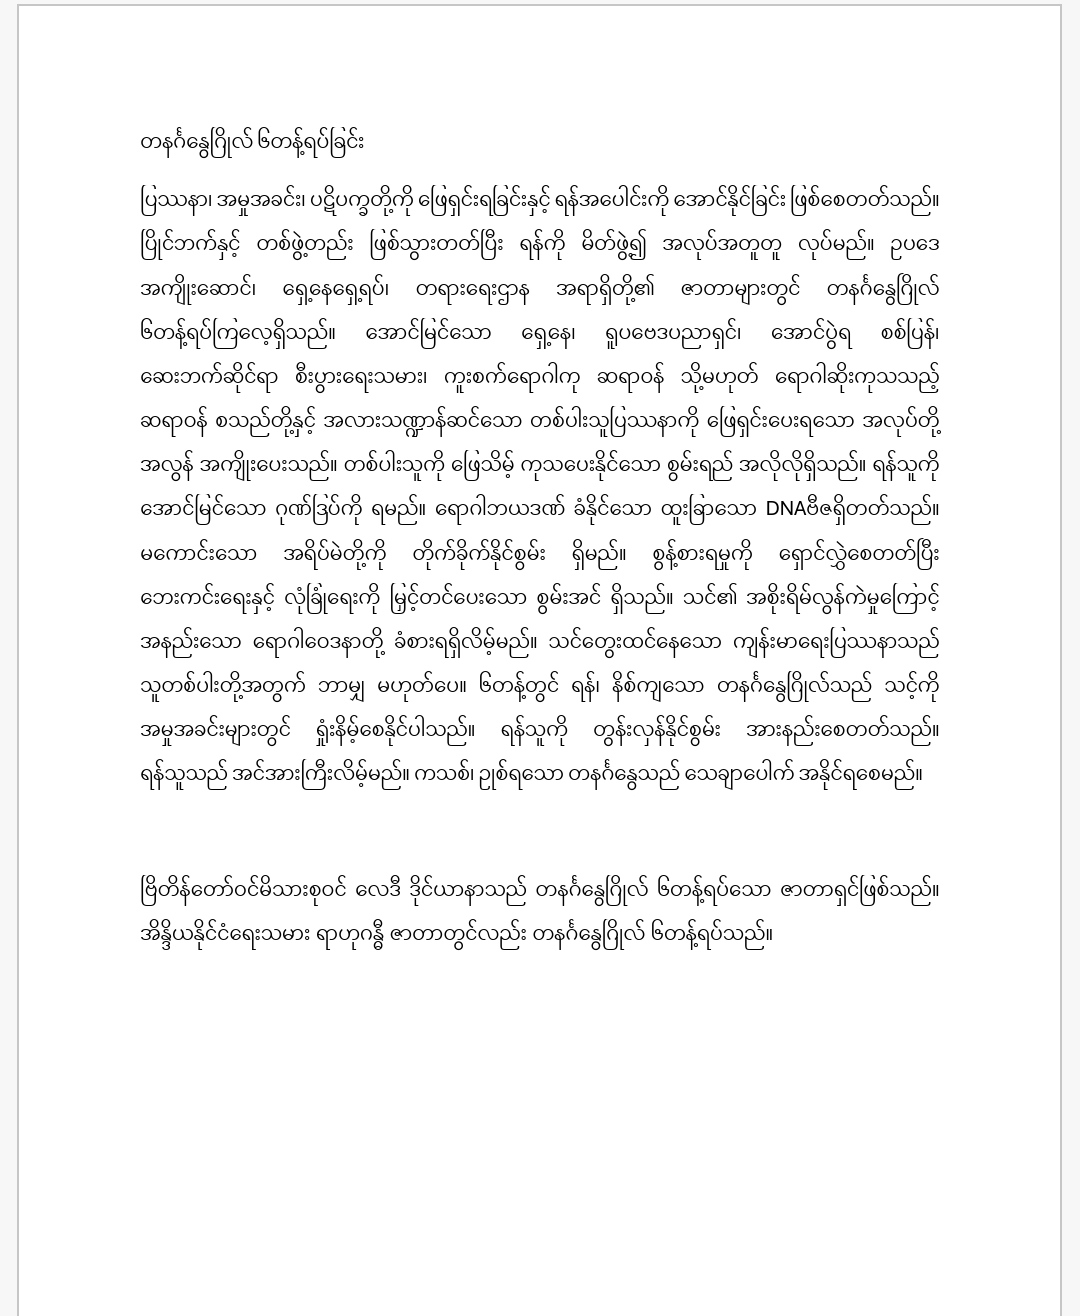 တနင်္ဂနွေဂြိုလ် ၆တန့်ရပ်ခြင်း
ပြဿနာ၊ အမှုအခင်း၊ ပဋိပက္ခတို့ကို ဖြေရှင်းရခြင်းနှင့် ရန်အပေါင်းကို အောင်နိုင်ခြင်း ဖြစ်စေတတ်သည်။
ပြိုင်ဘက်နှင့် တစ်ဖွဲ့တည်း ဖြစ်သွားတတ်ပြီး ရန်ကို မိတ်ဖွဲ့၍ အလုပ်အတူတူ လုပ်မည်။ ဥပဒေ
အကျိုးဆောင်၊ ရှေ့နေရှေ့ရပ်၊ တရားရေးဌာန အရာရှိတို့၏ ဇာတာများတွင် တနင်္ဂနွေဂြိုလ်
၆တန့်ရပ်ကြလေ့ရှိသည်။ အောင်မြင်သော ရှေ့နေ၊ ရူပဗေဒပညာရှင်၊ အောင်ပွဲရ စစ်ပြန်၊
ဆေးဘက်ဆိုင်ရာ စီးပွားရေးသမား၊ ကူးစက်ရောဂါကု ဆရာဝန် သို့မဟုတ် ရောဂါဆိုးကုသသည့်
ဆရာဝန် စသည်တို့နှင့် အလားသဏ္ဌာန်ဆင်သော တစ်ပါးသူပြဿနာကို ဖြေရှင်းပေးရသော အလုပ်တို့
အလွန် အကျိုးပေးသည်။ တစ်ပါးသူကို ဖြေသိမ့် ကုသပေးနိုင်သော စွမ်းရည် အလိုလိုရှိသည်။ ရန်သူကို
အောင်မြင်သော ဂုဏ်ဒြပ်ကို ရမည်။ ရောဂါဘယဒဏ် ခံနိုင်သော ထူးခြာသော DNAဗီဇရှိတတ်သည်။
မကောင်းသော အရိပ်မဲတို့ကို တိုက်ခိုက်နိုင်စွမ်း ရှိမည်။ စွန့်စားရမှုကို ရှောင်လွှဲစေတတ်ပြီး
ဘေးကင်းရေးနှင့် လုံခြုံရေးကို မြှင့်တင်ပေးသော စွမ်းအင် ရှိသည်။ သင်၏ အစိုးရိမ်လွန်ကဲမှုကြောင့်
အနည်းသော ရောဂါဝေဒနာတို့ ခံစားရရှိလိမ့်မည်။ သင်တွေးထင်နေသော ကျန်းမာရေးပြဿနာသည်
သူတစ်ပါးတို့အတွက် ဘာမျှ မဟုတ်ပေ။ ၆တန့်တွင် ရန်၊ နိစ်ကျသော တနင်္ဂနွေဂြိုလ်သည် သင့်ကို
အမှုအခင်းများတွင် ရှုံးနိမ့်စေနိုင်ပါသည်။ ရန်သူကို တွန်းလှန်နိုင်စွမ်း အားနည်းစေတတ်သည်။
ရန်သူသည် အင်အားကြီးလိမ့်မည်။ ကသစ်၊ ဥုစ်ရသော တနင်္ဂနွေသည် သေချာပေါက် အနိုင်ရစေမည်။
ဗြိတိန်တော်ဝင်မိသားစုဝင် လေဒီ ဒိုင်ယာနာသည် တနင်္ဂနွေဂြိုလ် ၆တန့်ရပ်သော ဇာတာရှင်ဖြစ်သည်။
အိန္ဒိယနိုင်ငံရေးသမား ရာဟုဂန္ဓီ ဇာတာတွင်လည်း တနင်္ဂနွေဂြိုလ် ၆တန့်ရပ်သည်။